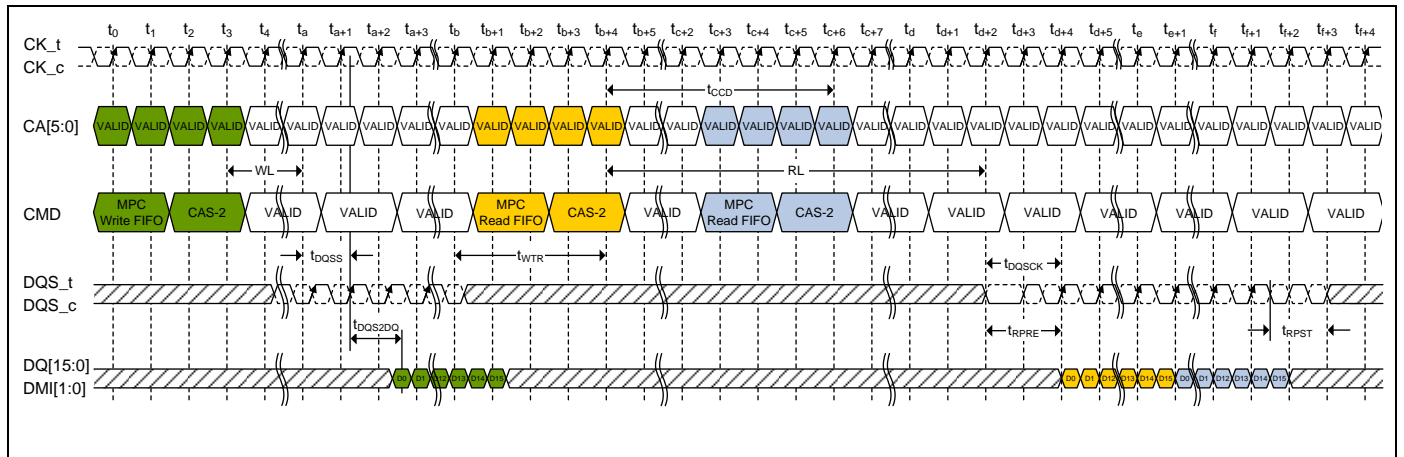 t0 t1 t2 t3 t4 ta ta+1 ta+2 ta+3 tb tb+1 tb+2 tb+3 tb+4 tb+5 tc+2 tc+3 tc+4 tc+5 tc+6 tc+7 td td+1 td+2 td+3 td+4 td+5 te te+1 tf tf+1 tf+2 tf+3 tf+4
CK_t
CK_c
tCCD
CA[5:0] VALID VALID VALID VALID VALID VALID VALID VALID VALID VALID VALID VALID VALID VALID VALID VALID VALID VALID VALID VALID VALID VALID VALID VALID VALID VALID VALID VALID VALID VALID VALID VALID VALID VALID
WL RL
CMD MPC Write FIFO CAS-2 VALID VALID VALID MPC Read FIFO CAS-2 VALID MPC Read FIFO CAS-2 VALID VALID VALID VALID VALID VALID VALID
tDQSS tWTR tDQSCK
DQS_t
DQS_c
tDQS2DQ tRPRE tRPST
DQ[15:0]
DMI[1:0] D0 D1 D12 D13 D14 D15 D0 D1 D12 D13 D14 D15 D0 D1 D12 D13 D14 D15